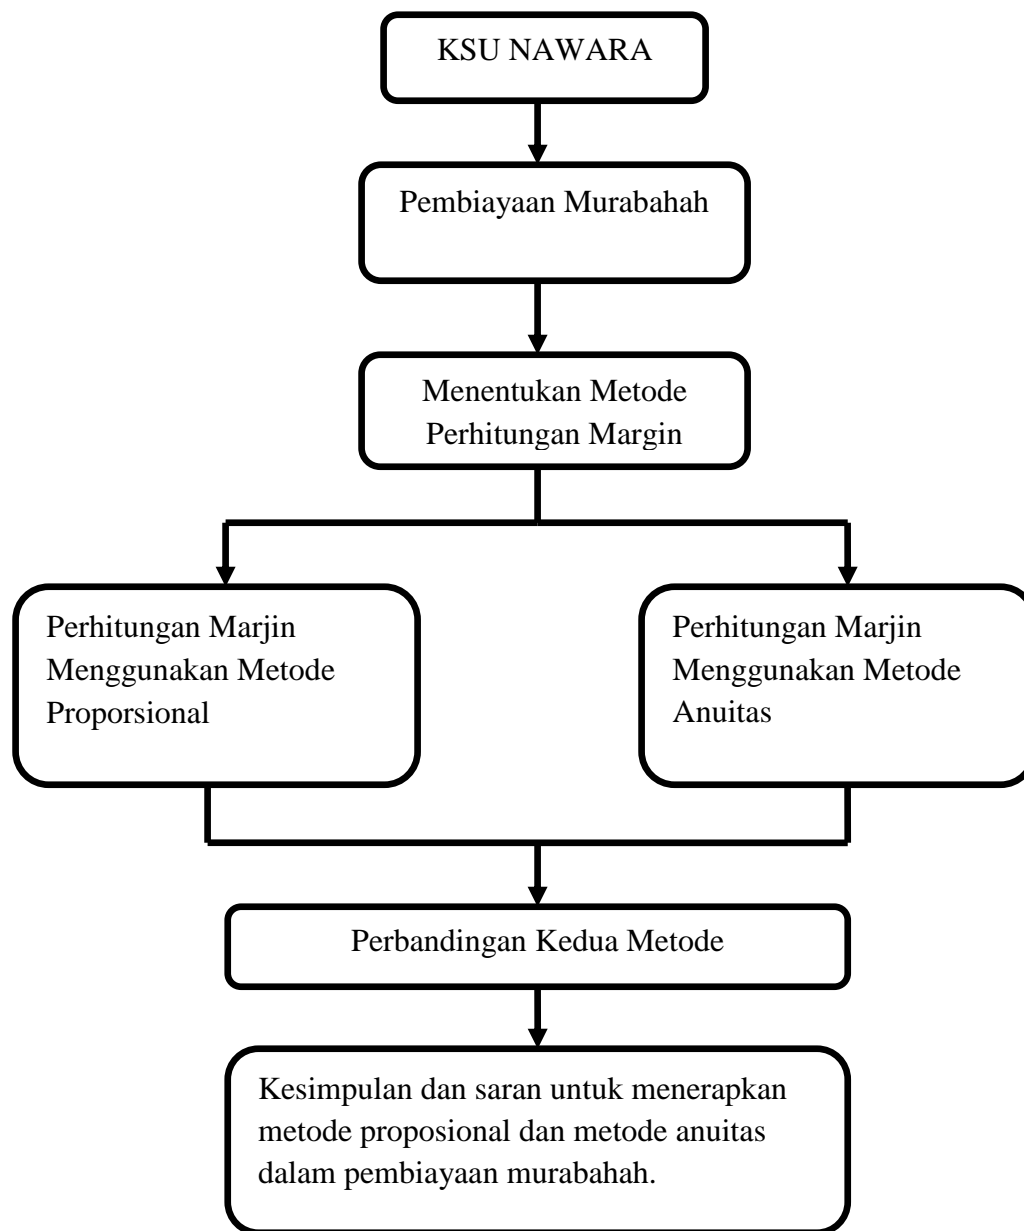 KSU NAWARA
Pembiayaan Murabahah
Menentukan Metode
Perhitungan Margin
Perhitungan Marjin
Menggunakan Metode
Proporsional
Perhitungan Marjin
Menggunakan Metode
Anuitas
Perbandingan Kedua Metode
Kesimpulan dan saran untuk menerapkan
metode proposional dan metode anuitas
dalam pembiayaan murabahah.